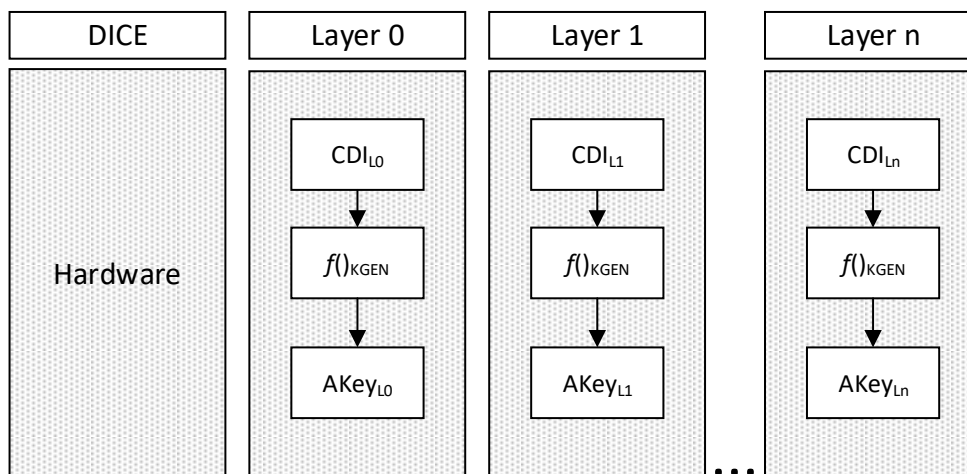 DICE
Layer 0
Layer 1
Layer n
Hardware
CDIL0
f()KGEN
AKeyL0
CDIL1
f()KGEN
AKeyL1
...
CDILn
f()KGEN
AKeyLn